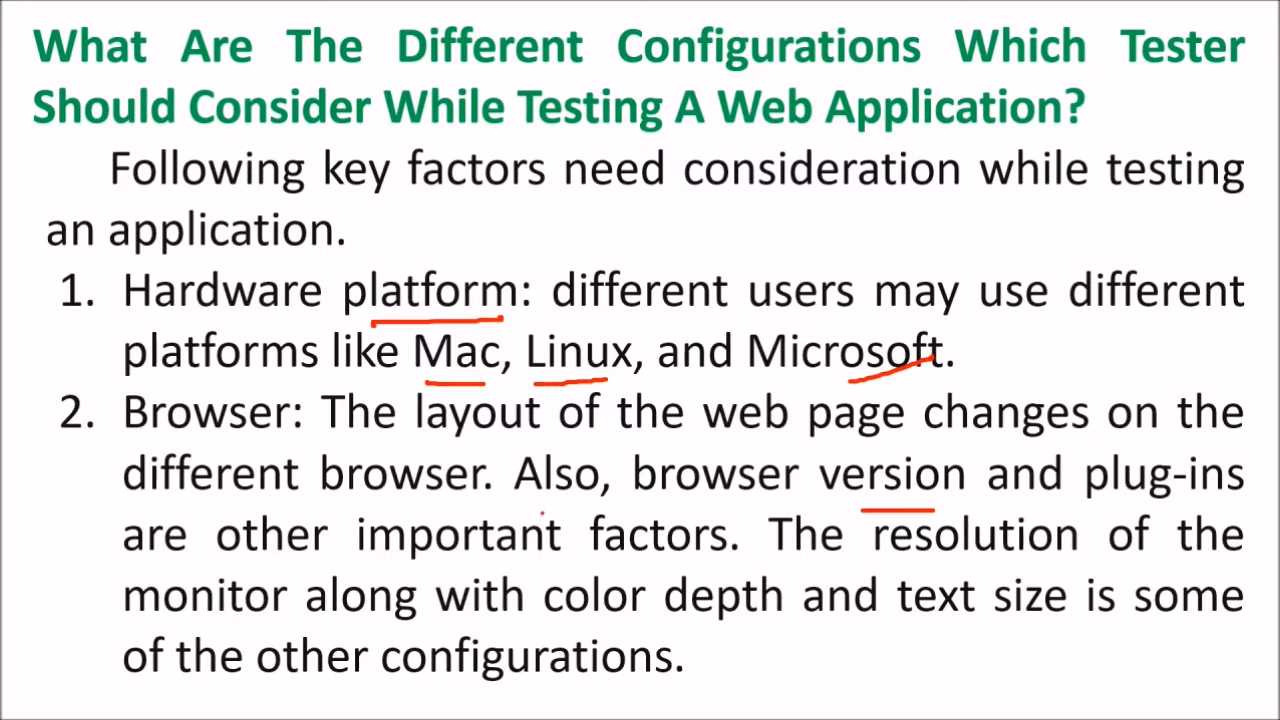 What Are The Different Configurations Which Tester
Should Consider While Testing A Web Application?
Following key factors need consideration while testing
an application.
1. Hardware platform: different users may use different
platforms like Mac, Linux, and Microsoft.
2. Browser: The layout of the web page changes on the
different browser. Also, browser version and plug-ins
are other important factors. The resolution of the
monitor along with color depth and text size is some
of the other configurations.